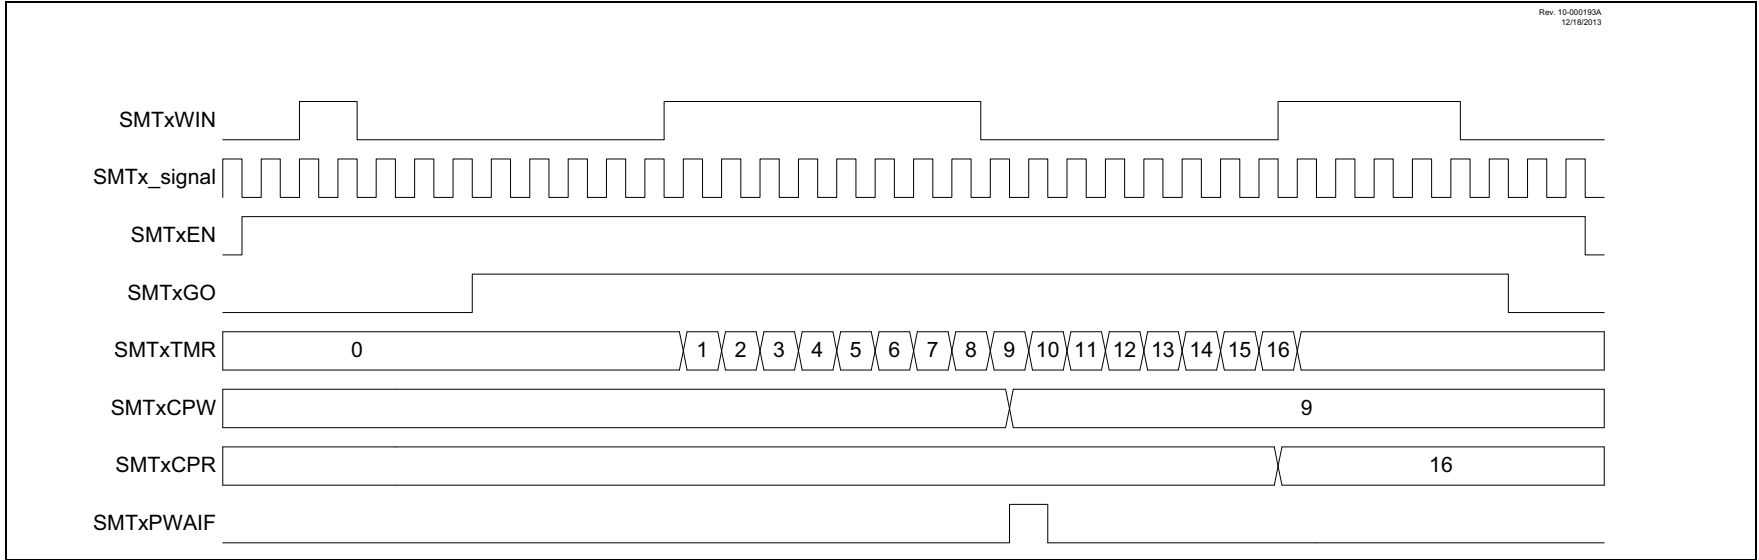 Rev. 10-000193A
12/18/2013
SMTxWIN
SMTx_signal
SMTxEN
SMTxGO
SMTxTMR 0 1 2 3 4 5 6 7 8 9 10 11 12 13 14 15 16
SMTxCPW 9
SMTxCPR 16
SMTxPWAIF